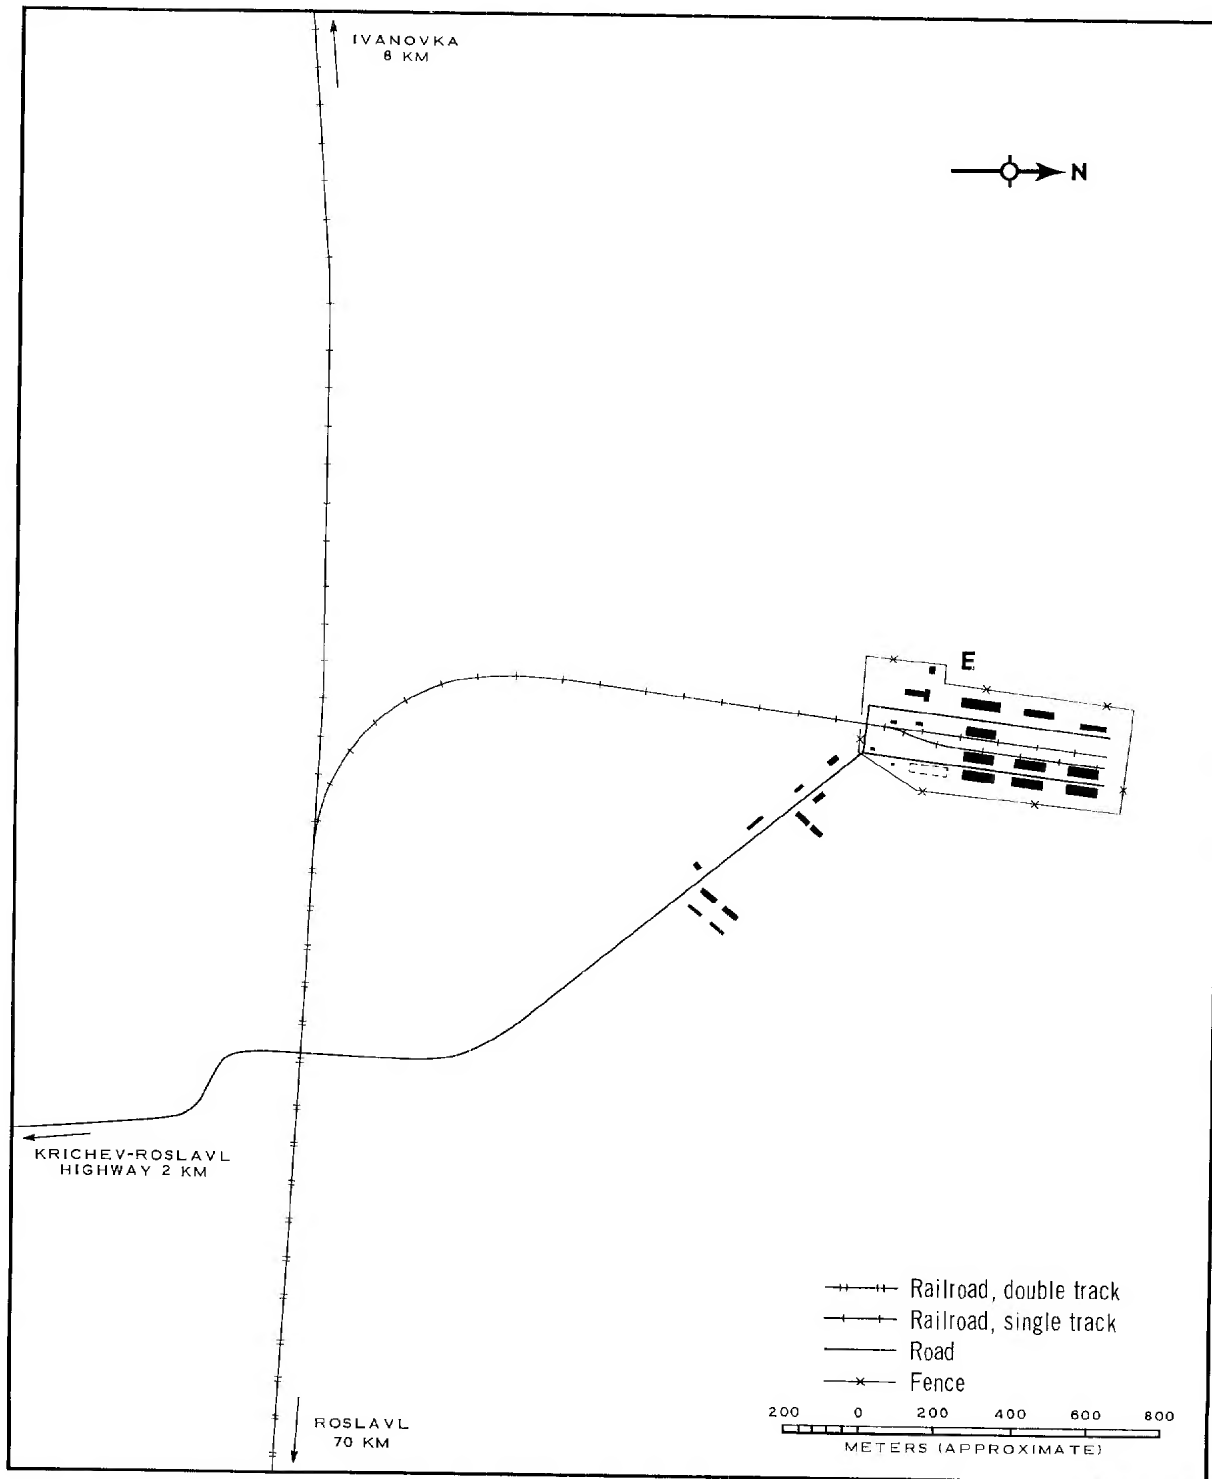 IVANOVKA
8 KM
N
E
KRICHEV-ROSLAVL
HIGHWAY 2 KM
Railroad, double track
Railroad, single track
Road
Fence
ROSLAVL
70 KM
200 0 200 400 600 800
METERS (APPROXIMATE)